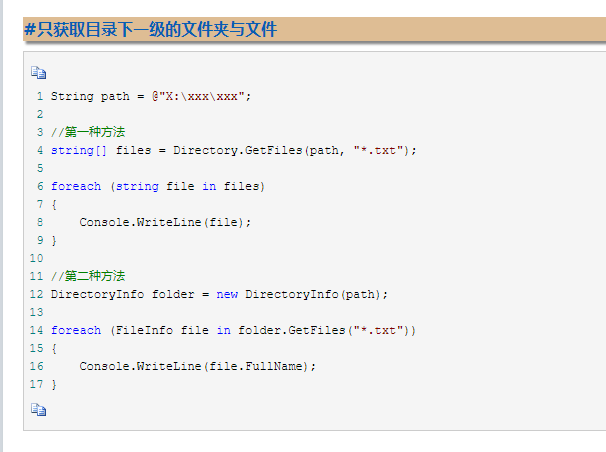 #只获取目录下一级的文件夹与文件
1 String path = @"X:\xxx\xxx";
2
3 //第一种方法
4 string[] files = Directory.GetFiles(path, "*.txt");
5
6 foreach (string file in files)
7 {
8     Console.WriteLine(file);
9 }
10
11 //第二种方法
12 DirectoryInfo folder = new DirectoryInfo(path);
13
14 foreach (FileInfo file in folder.GetFiles("*.txt"))
15 {
16     Console.WriteLine(file.FullName);
17 }